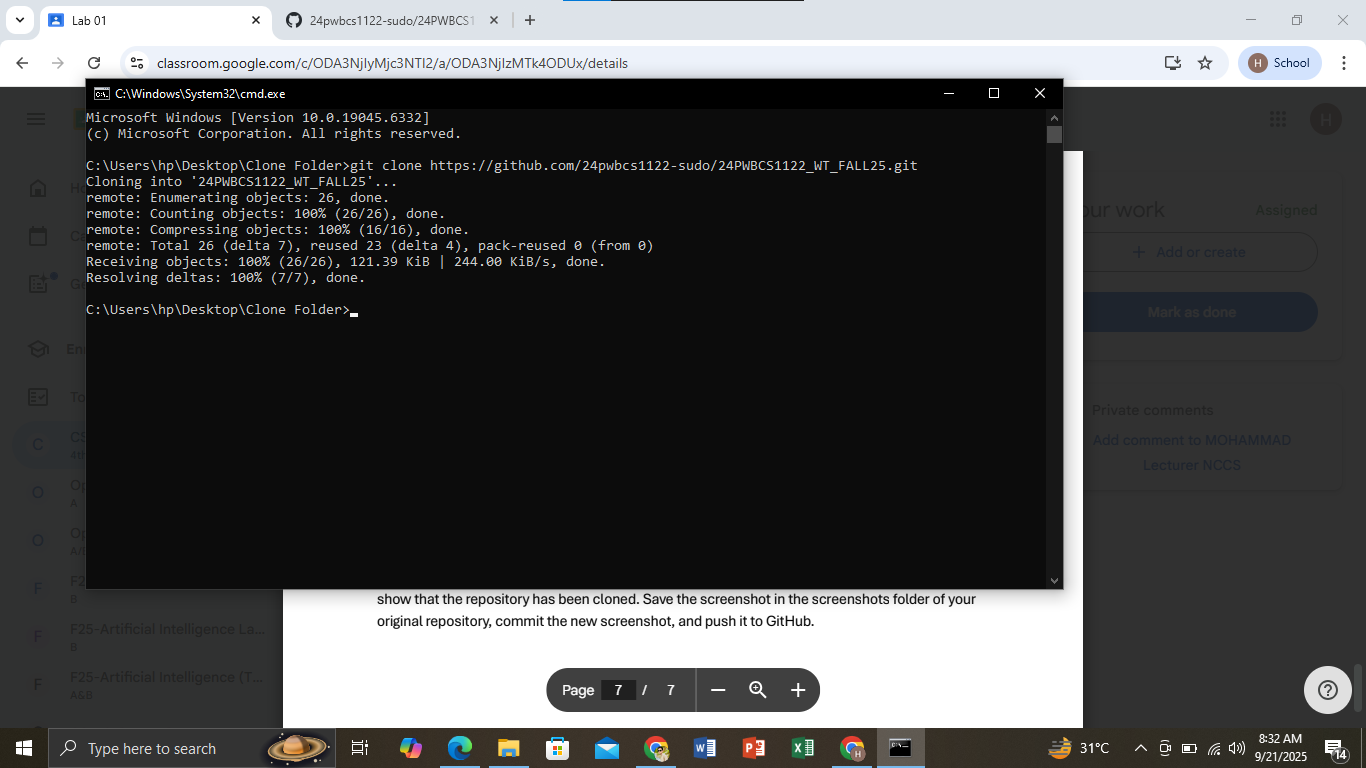 Lab 01
24pwbcs1122-sudo/24PWBCS1
classroom.google.com/c/ODA3NjIyMjc3NTI2/a/ODA3NjIzMTk4ODUx/details
H School
C:\Windows\System32\cmd.exe
Microsoft Windows [Version 10.0.19045.6332]
(c) Microsoft Corporation. All rights reserved.
C:\Users\hp\Desktop\Clone Folder>git clone https://github.com/24pwbcs1122-sudo/24PWBCS1122_WT_FALL25.git
Cloning into '24PWBCS1122_WT_FALL25'...
remote: Enumerating objects: 26, done.
remote: Counting objects: 100% (26/26), done.
remote: Compressing objects: 100% (16/16), done.
remote: Total 26 (delta 7), reused 23 (delta 4), pack-reused 0 (from 0)
Receiving objects: 100% (26/26), 121.39 KiB | 244.00 KiB/s, done.
Resolving deltas: 100% (7/7), done.
C:\Users\hp\Desktop\Clone Folder>
H
our work
Assigned
+ Add or create
Mark as done
Private comments
Add comment to MOHAMMAD
Lecturer NCCS
C
O
A
O
F
B
F F25-Artificial Intelligence La...
B
F F25-Artificial Intelligence (T...
A&B
show that the repository has been cloned. Save the screenshot in the screenshots folder of your
original repository, commit the new screenshot, and push it to GitHub.
Page 7 / 7
Type here to search
31°C
8:32 AM
9/21/2025
14